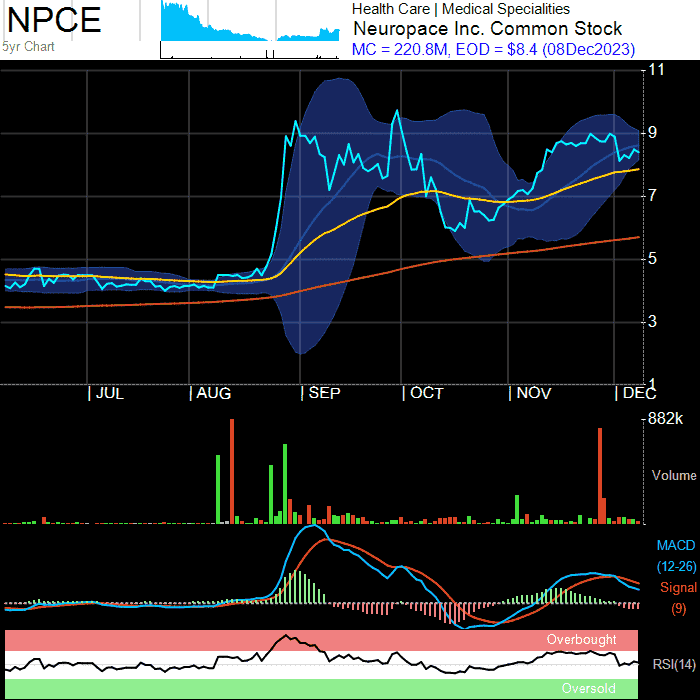 NPCE
5yr Chart
Health Care | Medical Specialities
Neuropace Inc. Common Stock
MC = 220.8M, EOD = $8.4 (08Dec2023)
11
9
7
5
3
1
JUL AUG SEP OCT NOV DEC
882k
Volume
MACD
(12-26)
Signal
(9)
Overbought
RSI(14)
Oversold